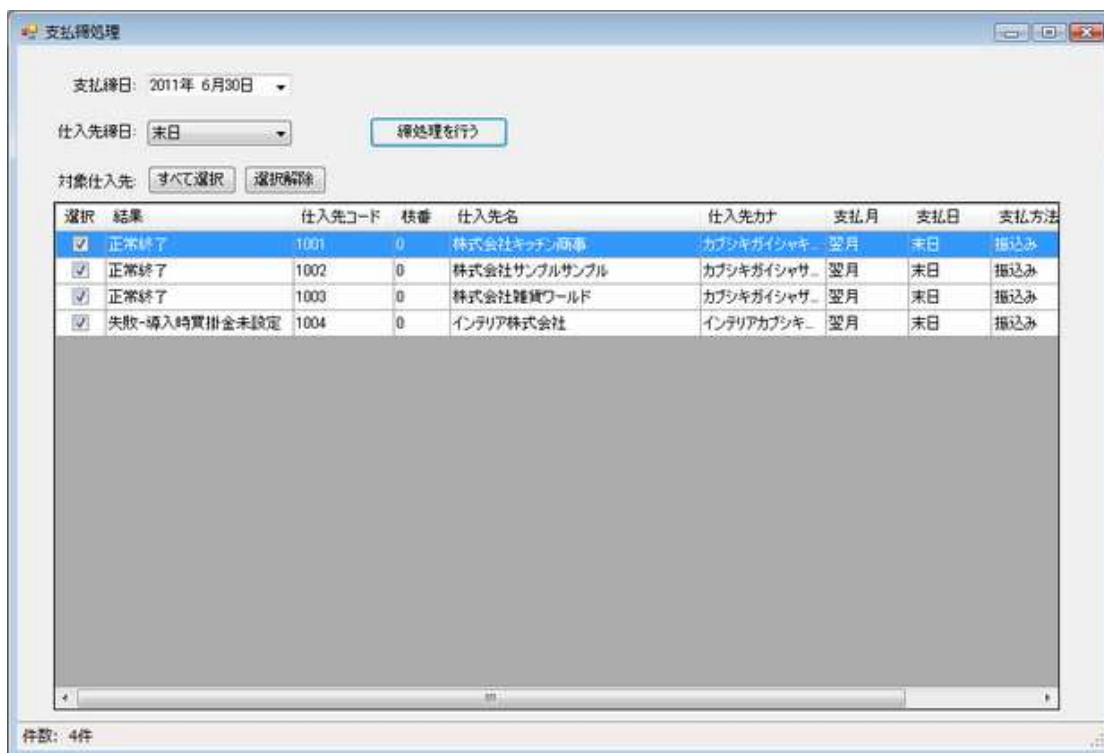 支払締処理
支払締日: 2011年 6月30日
仕入先締日: 末日 締処理を行う
対象仕入先: すべて選択 選択解除
選択 結果 仕入先コード 枝番 仕入先名 仕入先カナ 支払月 支払日 支払方法
正常終了 1001 0 株式会社キッチン商事 カブシキガイシャキ... 翌月 末日 振込み
正常終了 1002 0 株式会社サンプルサンプル カブシキガイシャサ... 翌月 末日 振込み
正常終了 1003 0 株式会社雑貨ワールド カブシキガイシャザ... 翌月 末日 振込み
失敗-導入時買掛金未設定 1004 0 インテリア株式会社 インテリアカブシキ... 翌月 末日 振込み
件数: 4件